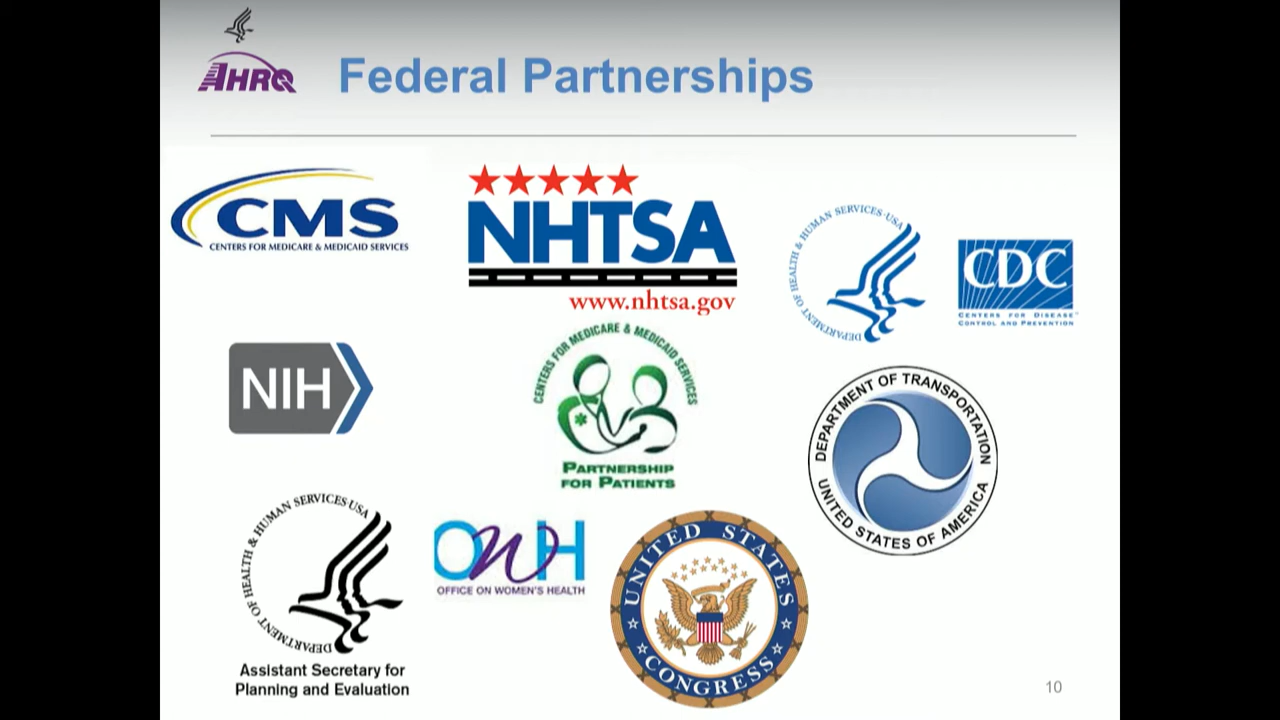 AHRQ
Federal Partnerships
CMS
CENTERS FOR MEDICARE & MEDICAID SERVICES
NHTSA
www.nhtsa.gov
DEPARTMENT OF HEALTH & HUMAN SERVICES·USA
CDC
CENTERS FOR DISEASE™
CONTROL AND PREVENTION
NIH
CENTERS FOR MEDICARE & MEDICAID SERVICES
PARTNERSHIP
FOR PATIENTS
DEPARTMENT OF TRANSPORTATION
UNITED STATES OF AMERICA
DEPARTMENT OF HEALTH & HUMAN SERVICES·USA
Assistant Secretary for
Planning and Evaluation
OWH
OFFICE ON WOMEN'S HEALTH
UNITED STATES
CONGRESS
10